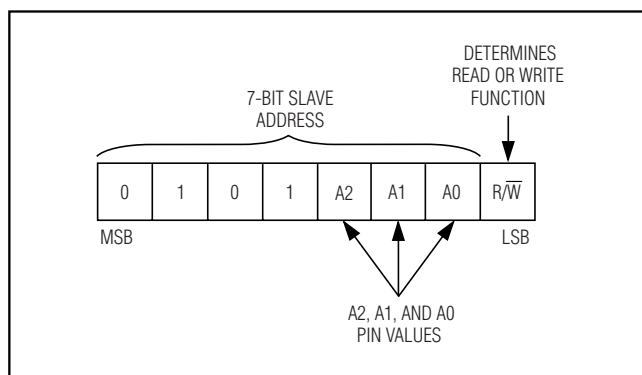 DETERMINES
READ OR WRITE
FUNCTION
7-BIT SLAVE
ADDRESS
0 1 0 1 A2 A1 A0 R/W̅
MSB LSB
A2, A1, AND A0
PIN VALUES